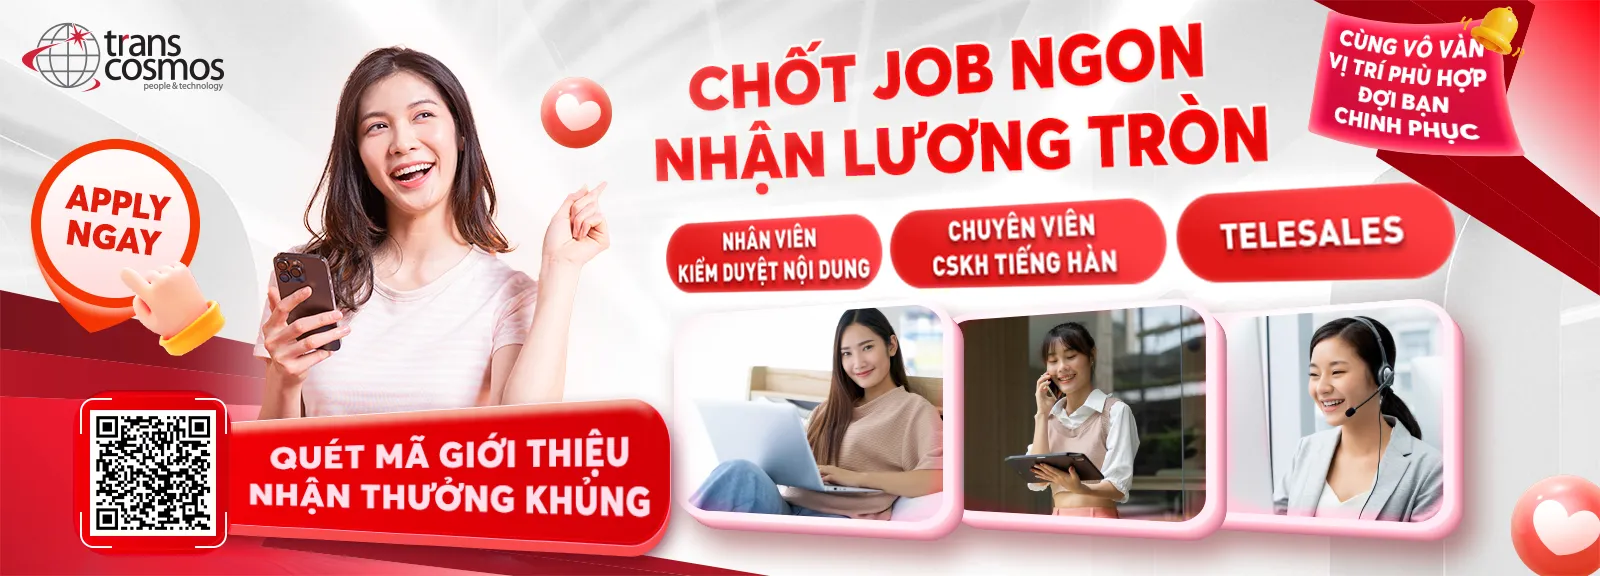 trans
cosmos
people & technology
CHỐT JOB NGON
NHẬN LƯƠNG TRÒN
CÙNG VÔ VÀN
VỊ TRÍ PHÙ HỢP
ĐỢI BẠN
CHINH PHỤC
APPLY
NGAY
NHÂN VIÊN
KIỂM DUYỆT NỘI DUNG
CHUYÊN VIÊN
CSKH TIẾNG HÀN
TELESALES
QUÉT MÃ GIỚI THIỆU
NHẬN THƯỞNG KHỦNG